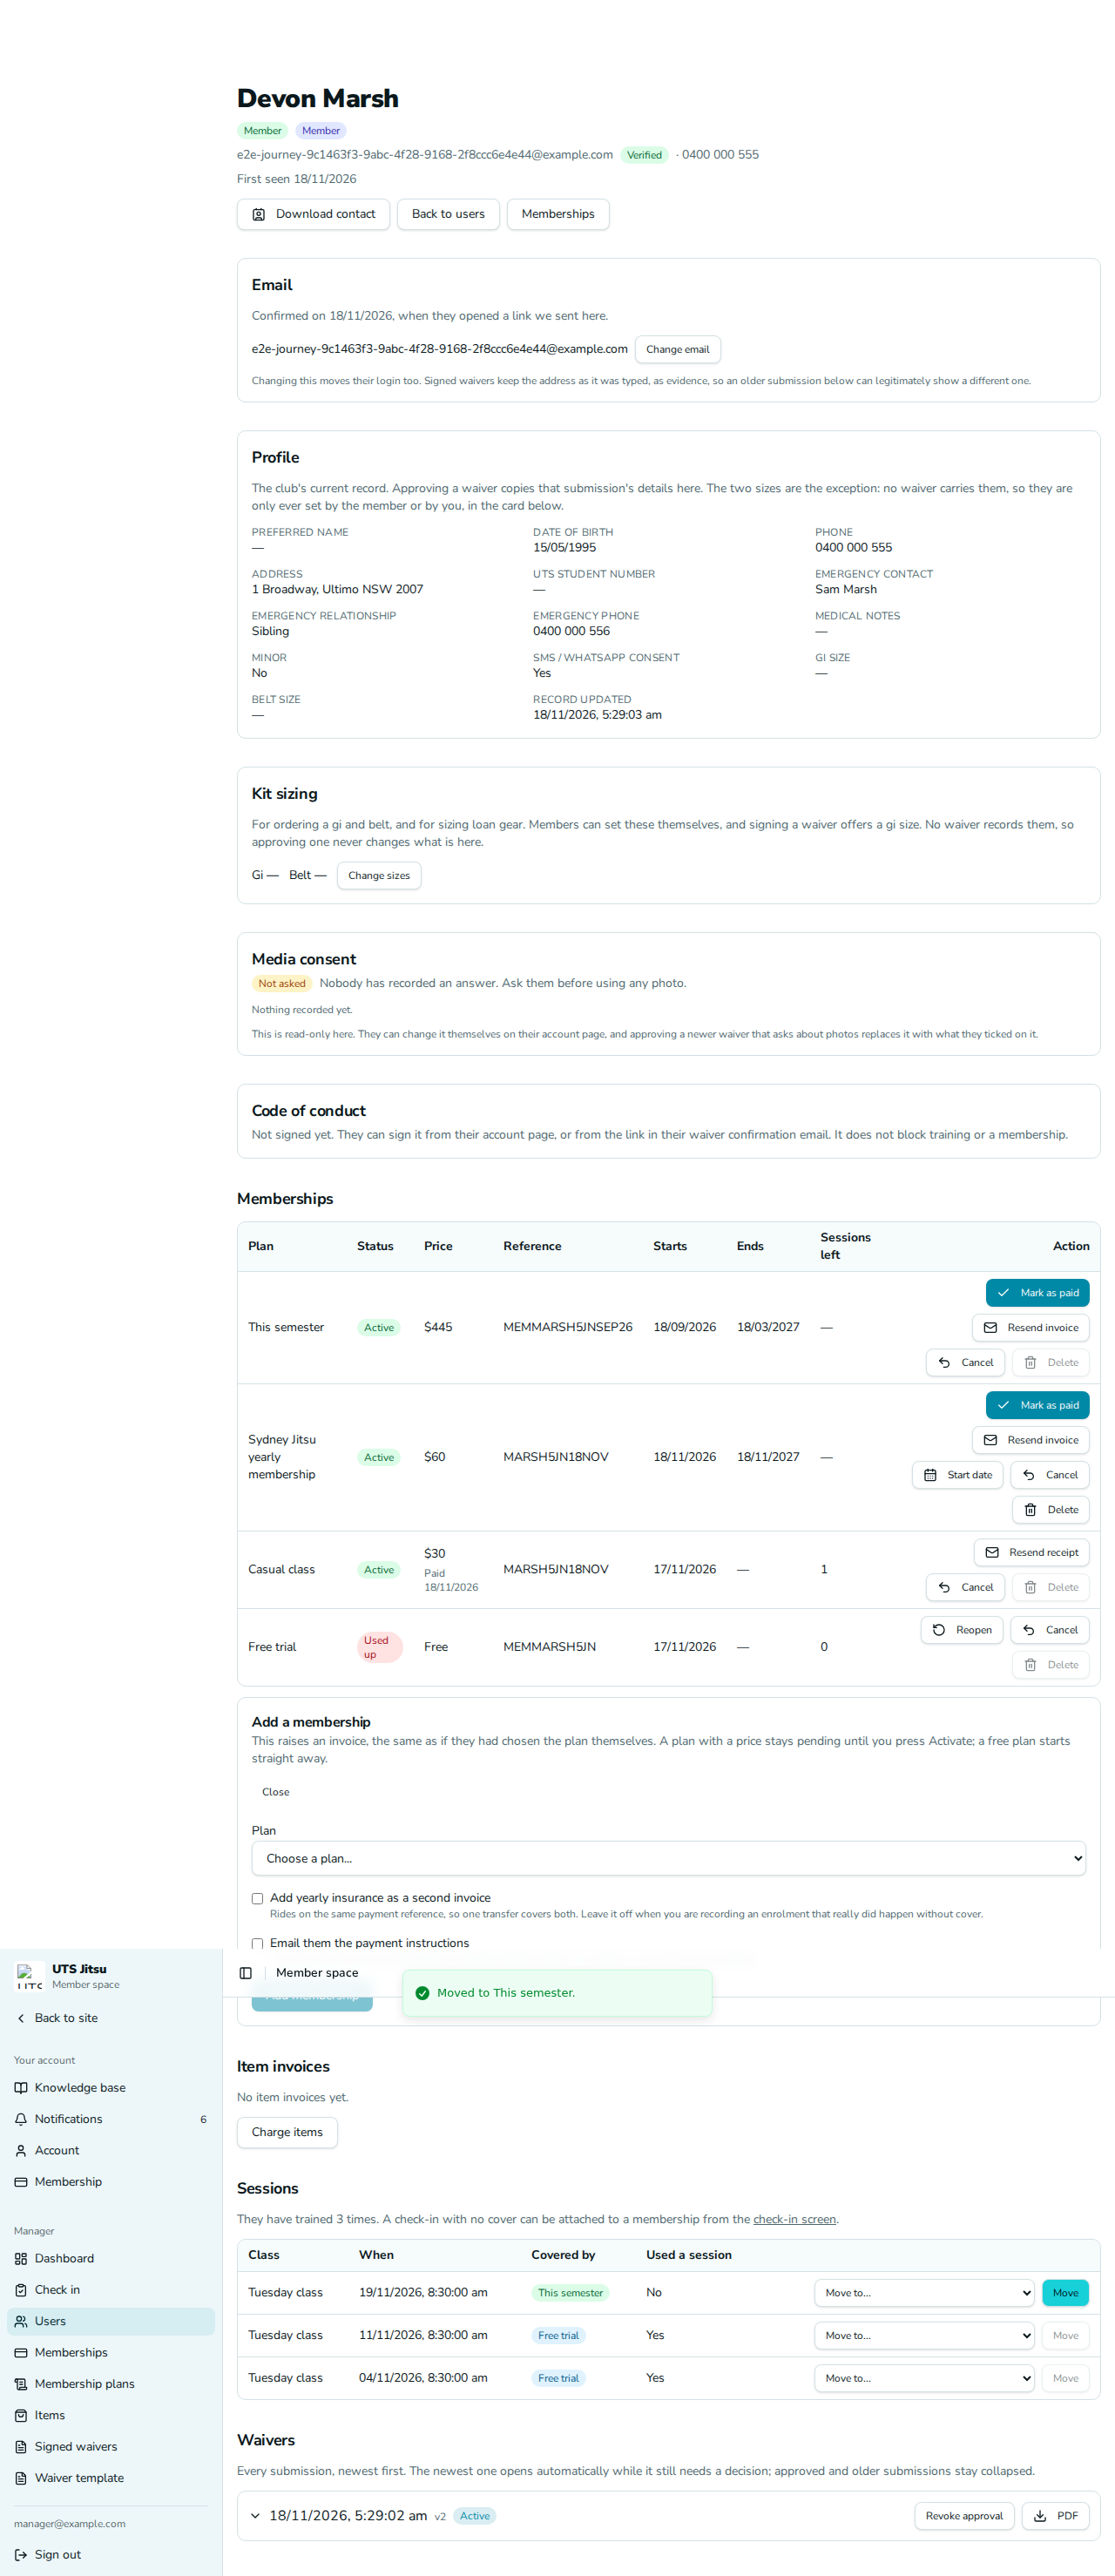 Devon Marsh
Member Member
e2e-journey-9c1463f3-9abc-4f28-9168-2f8ccc6e4e44@example.com Verified · 0400 000 555
First seen 18/11/2026
Download contact Back to users Memberships
Email
Confirmed on 18/11/2026, when they opened a link we sent here.
e2e-journey-9c1463f3-9abc-4f28-9168-2f8ccc6e4e44@example.com Change email
Changing this moves their login too. Signed waivers keep the address as it was typed, as evidence, so an older submission below can legitimately show a different one.
Profile
The club's current record. Approving a waiver copies that submission's details here. The two sizes are the exception: no waiver carries them, so they are
only ever set by the member or by you, in the card below.
PREFERRED NAME DATE OF BIRTH PHONE
— 15/05/1995 0400 000 555
ADDRESS UTS STUDENT NUMBER EMERGENCY CONTACT
1 Broadway, Ultimo NSW 2007 — Sam Marsh
EMERGENCY RELATIONSHIP EMERGENCY PHONE MEDICAL NOTES
Sibling 0400 000 556 —
MINOR SMS / WHATSAPP CONSENT GI SIZE
No Yes —
BELT SIZE RECORD UPDATED
— 18/11/2026, 5:29:03 am
Kit sizing
For ordering a gi and belt, and for sizing loan gear. Members can set these themselves, and signing a waiver offers a gi size. No waiver records them, so
approving one never changes what is here.
Gi — Belt — Change sizes
Media consent
Not asked Nobody has recorded an answer. Ask them before using any photo.
Nothing recorded yet.
This is read-only here. They can change it themselves on their account page, and approving a newer waiver that asks about photos replaces it with what they ticked on it.
Code of conduct
Not signed yet. They can sign it from their account page, or from the link in their waiver confirmation email. It does not block training or a membership.
Memberships
Plan Status Price Reference Starts Ends Sessions left Action
This semester Active $445 MEMMARSH5JNSEP26 18/09/2026 18/03/2027 — Mark as paid
Resend invoice
Cancel Delete
Sydney Jitsu yearly membership Active $60 MARSH5JN18NOV 18/11/2026 18/11/2027 — Mark as paid
Resend invoice
Start date Cancel
Delete
Casual class Active $30 Paid 18/11/2026 MARSH5JN18NOV 17/11/2026 — 1 Resend receipt
Cancel Delete
Free trial Used up Free MEMMARSH5JN 17/11/2026 — 0 Reopen Cancel
Delete
Add a membership
This raises an invoice, the same as if they had chosen the plan themselves. A plan with a price stays pending until you press Activate; a free plan starts
straight away.
Close
Plan
Choose a plan...
Add yearly insurance as a second invoice
Rides on the same payment reference, so one transfer covers both. Leave it off when you are recording an enrolment that really did happen without cover.
Email them the payment instructions
UTS Jitsu
Member space
Member space
Moved to This semester.
Back to site
Your account
Knowledge base
Notifications 6
Account
Membership
Manager
Dashboard
Check in
Users
Memberships
Membership plans
Items
Signed waivers
Waiver template
manager@example.com
Sign out
Item invoices
No item invoices yet.
Charge items
Sessions
They have trained 3 times. A check-in with no cover can be attached to a membership from the check-in screen.
Class When Covered by Used a session
Tuesday class 19/11/2026, 8:30:00 am This semester No Move to... Move
Tuesday class 11/11/2026, 8:30:00 am Free trial Yes Move to... Move
Tuesday class 04/11/2026, 8:30:00 am Free trial Yes Move to... Move
Waivers
Every submission, newest first. The newest one opens automatically while it still needs a decision; approved and older submissions stay collapsed.
18/11/2026, 5:29:02 am v2 Active Revoke approval PDF